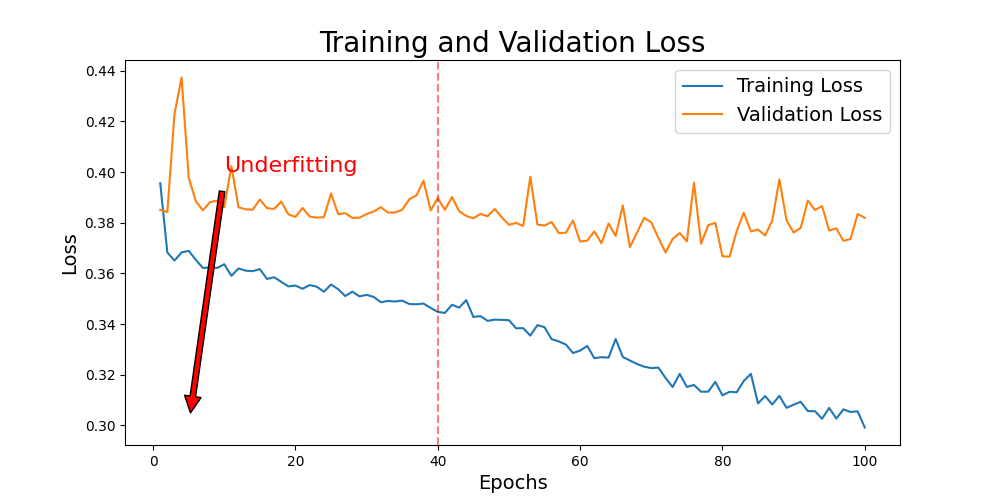 Training and Validation Loss
Training Loss
Validation Loss
Underfitting
Loss
0.44
0.42
0.40
0.38
0.36
0.34
0.32
0.30
0 20 40 60 80 100
Epochs